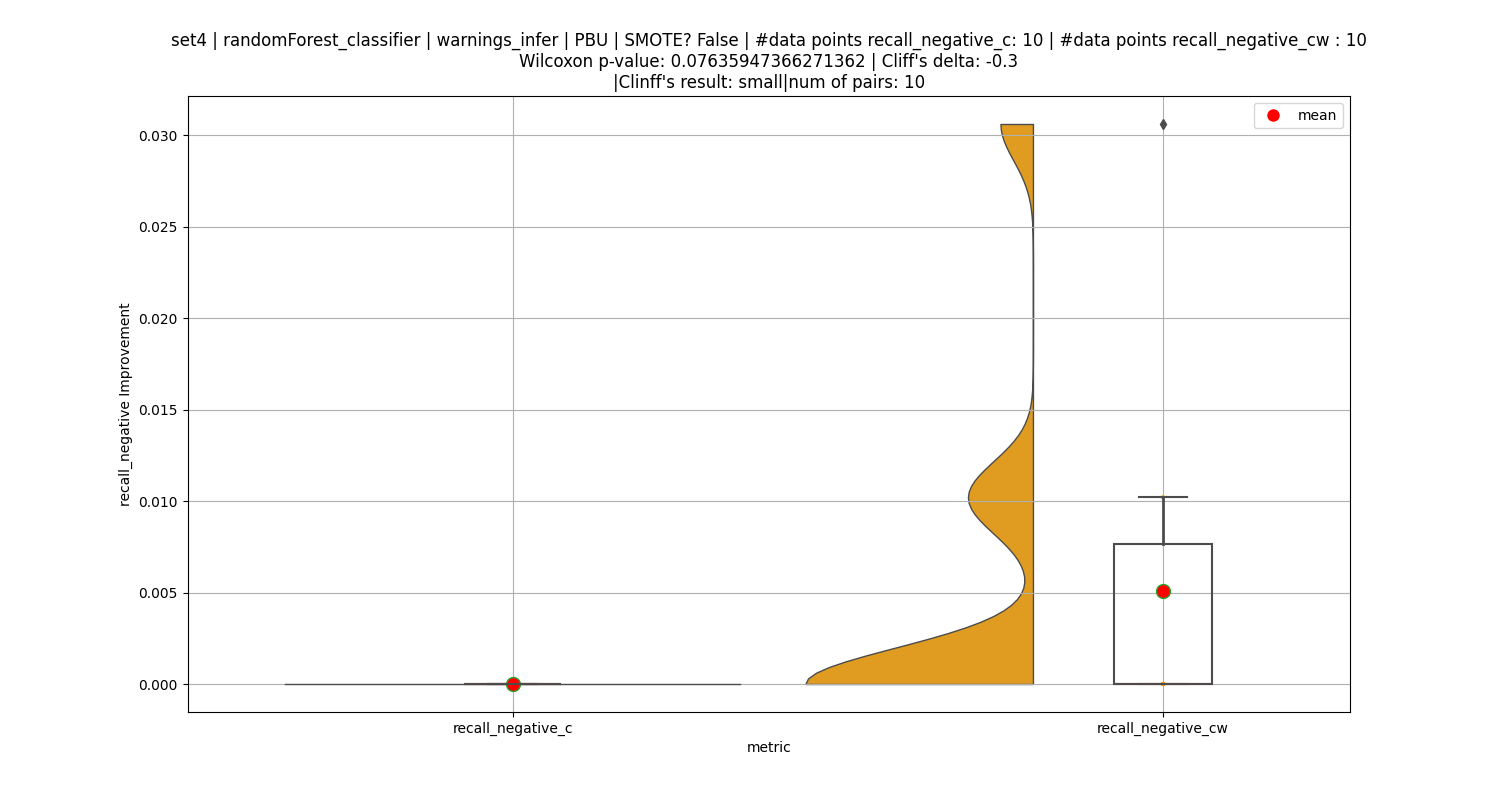 set4 | randomForest_classifier | warnings_infer | PBU | SMOTE? False | #data points recall_negative_c: 10 | #data points recall_negative_cw : 10
Wilcoxon p-value: 0.07635947366271362 | Cliff's delta: -0.3
|Clinff's result: small|num of pairs: 10
mean
0.030
0.025
0.020
0.015
0.010
0.005
0.000
recall_negative Improvement
recall_negative_c
recall_negative_cw
metric